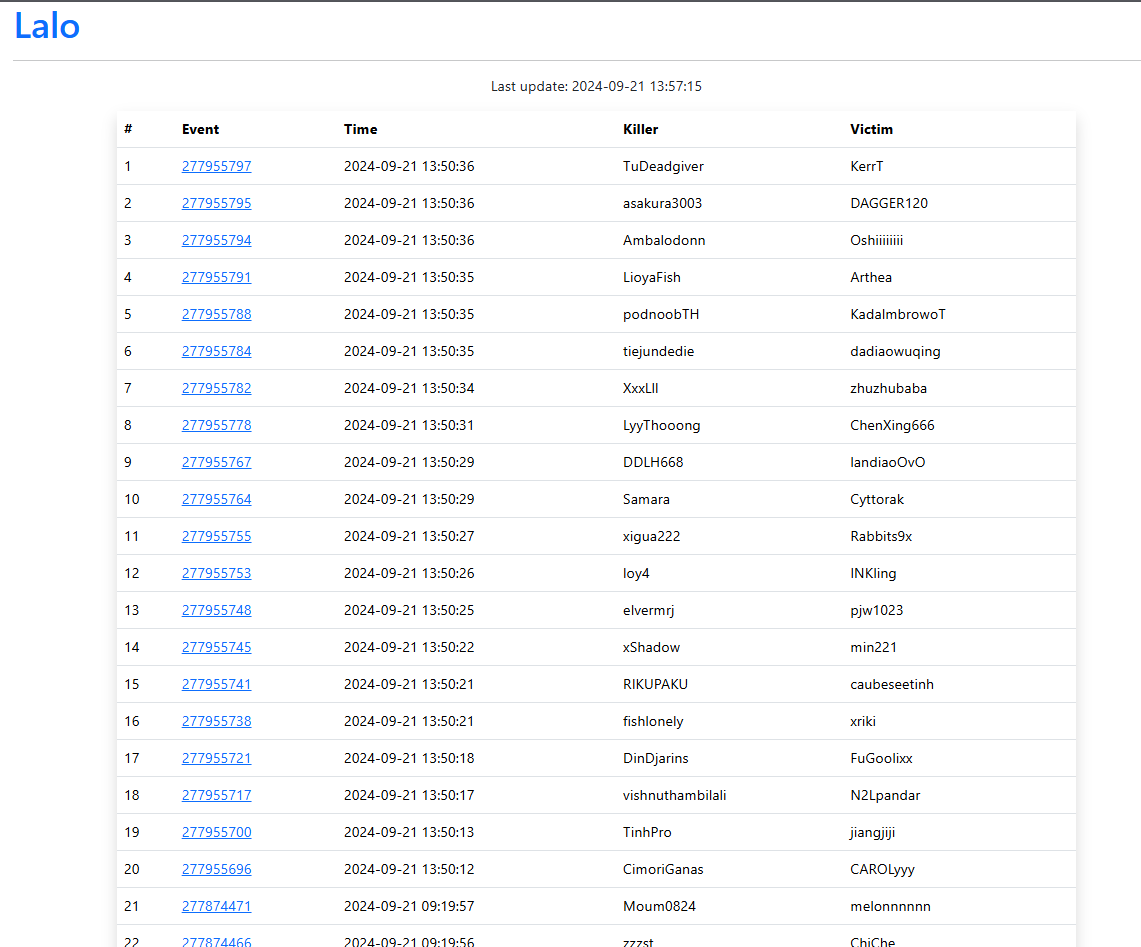 Lalo
Last update: 2024-09-21 13:57:15
# Event Time Killer Victim
1 277955797 2024-09-21 13:50:36 TuDeadgiver KerrT
2 277955795 2024-09-21 13:50:36 asakura3003 DAGGER120
3 277955794 2024-09-21 13:50:36 Ambalodonn Oshiiiiiiii
4 277955791 2024-09-21 13:50:35 LioyaFish Arthea
5 277955788 2024-09-21 13:50:35 podnoobTH KadalmbrowoT
6 277955784 2024-09-21 13:50:35 tiejundedie dadiaowuqing
7 277955782 2024-09-21 13:50:34 XxxLll zhuzhubaba
8 277955778 2024-09-21 13:50:31 LyyThooong ChenXing666
9 277955767 2024-09-21 13:50:29 DDLH668 landiaoOvO
10 277955764 2024-09-21 13:50:29 Samara Cyttorak
11 277955755 2024-09-21 13:50:27 xigua222 Rabbits9x
12 277955753 2024-09-21 13:50:26 loy4 INKling
13 277955748 2024-09-21 13:50:25 elvermrj pjw1023
14 277955745 2024-09-21 13:50:22 xShadow min221
15 277955741 2024-09-21 13:50:21 RIKUPAKU caubeseetinh
16 277955738 2024-09-21 13:50:21 fishlonely xriki
17 277955721 2024-09-21 13:50:18 DinDjarins FuGoolixx
18 277955717 2024-09-21 13:50:17 vishnuthambilali N2Lpandar
19 277955700 2024-09-21 13:50:13 TinhPro jiangjiji
20 277955696 2024-09-21 13:50:12 CimoriGanas CAROLyyy
21 277874471 2024-09-21 09:19:57 Moum0824 melonnnnnn
22 277874466 2024-09-21 09:19:56 zzzst ChiChe